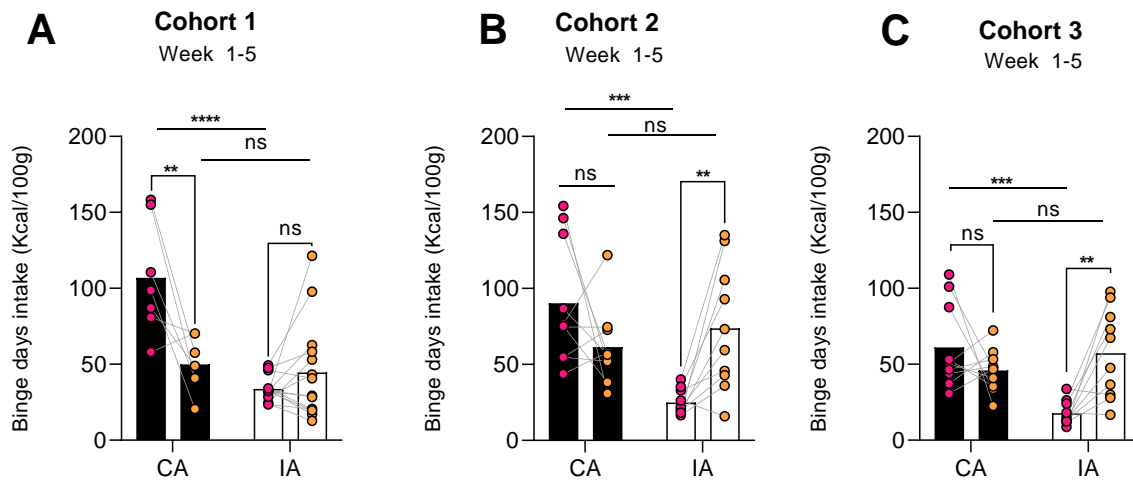 A
Cohort 1
Week 1-5
Binge days intake (Kcal/100g)
200
150
100
50
0
****
ns
**
ns
CA
IA
B
Cohort 2
Week 1-5
Binge days intake (Kcal/100g)
200
150
100
50
0
***
ns
ns
**
CA
IA
C
Cohort 3
Week 1-5
Binge days intake (Kcal/100g)
200
150
100
50
0
***
ns
ns
**
CA
IA